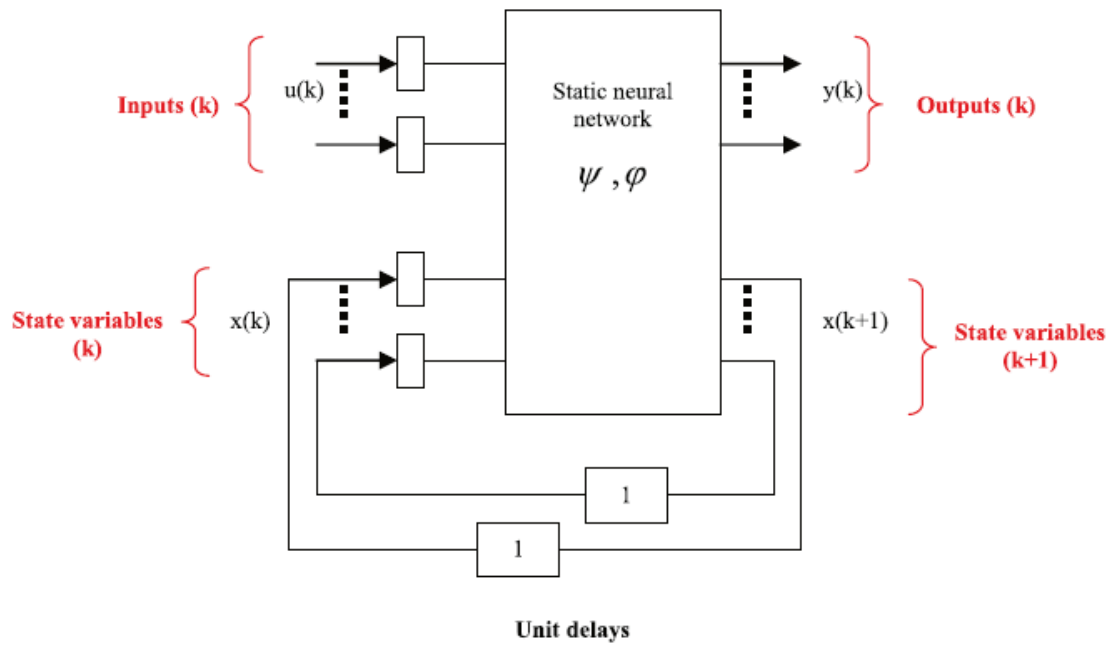 Inputs (k)
u(k)
Static neural
network
ψ , φ
y(k)
Outputs (k)
State variables
(k)
x(k)
x(k+1)
State variables
(k+1)
1
1
Unit delays